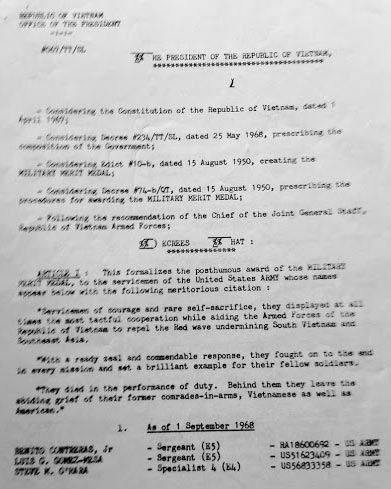 REPUBLIC OF VIETNAM
OFFICE OF THE PRESIDENT
HE PRESIDENT OF THE REPUBLIC OF VIETNAM,
- Considering the Constitution of the Republic of Vietnam, dated 1
April 1967;
- Considering Decree #234/TT/SL, dated 25 May 1968, prescribing the
composition of the Government;
- Considering Edict #10-b, dated 15 August 1950, creating the
MILITARY MERIT MEDAL;
- Considering Decree #74-b/QT, dated 15 August 1950, prescribing the
procedures for awarding the MILITARY MERIT MEDAL;
- Following the recommendation of the Chief of the Joint General Staff,
Republic of Vietnam Armed Forces;
ECREES HAT :
ARTICLE I : This formalizes the posthumous award of the MILITARY
MERIT MEDAL, to the servicemen of the United States ARMY whose names
appear below with the following meritorious citation :
"Servicemen of courage and rare self-sacrifice, they displayed at all
times the most tactful cooperation while aiding the Armed Forces of the
Republic of Vietnam to repel the Red wave undermining South Vietnam and
Southeast Asia.
"With a ready zeal and commendable response, they fought on to the end
in every mission and set a brilliant example for their fellow soldiers.
"They died in the performance of duty. Behind them they leave the
abiding grief of their former comrades-in-arms, Vietnamese as well as
American."
1. As of 1 September 1968
BENITO CONTRERAS, Jr - Sergeant (E5) - RA18600692 - US ARMY
LUIS G. GOMEZ-MESA - Sergeant (E5) - US51623409 - US ARMY
STEVE M. O'HARA - Specialist 4 (E4) - US56833358 - US ARMY